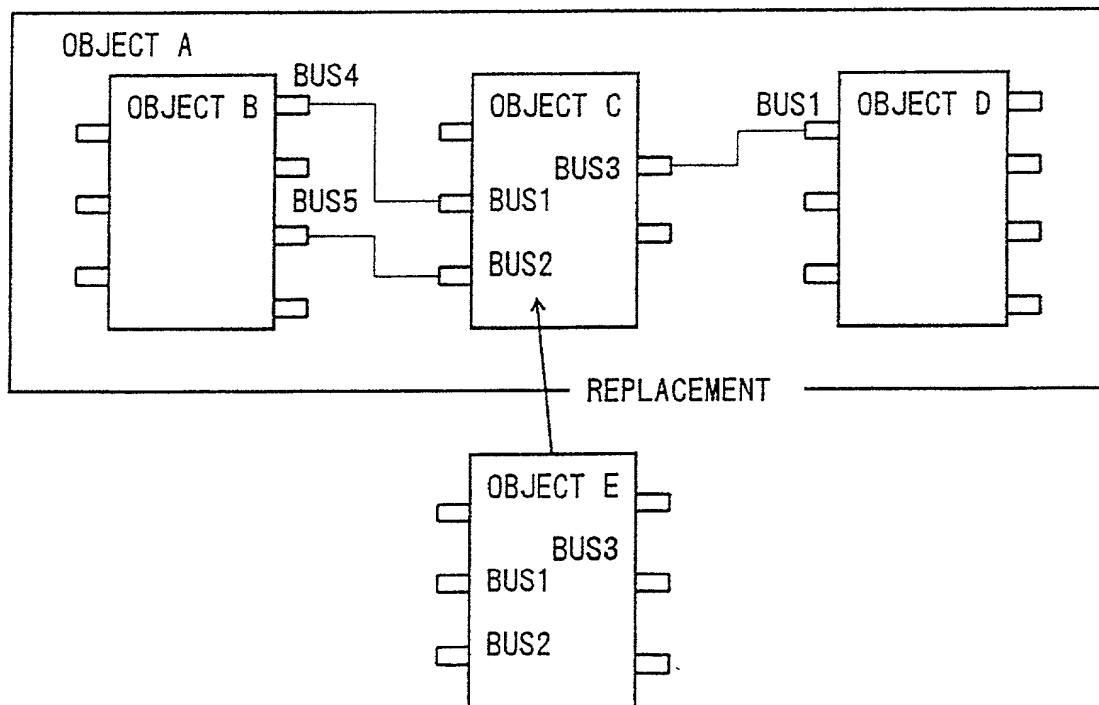 OBJECT A
BUS4
OBJECT B
OBJECT C
BUS1
OBJECT D
BUS3
BUS5
BUS1
BUS2
REPLACEMENT
OBJECT E
BUS3
BUS1
BUS2